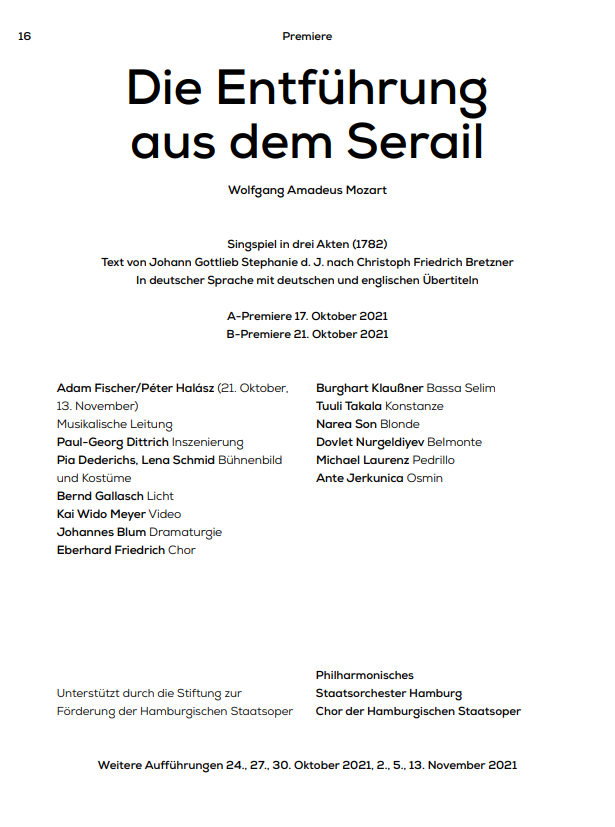 16
Premiere
Die Entführung
aus dem Serail
Wolfgang Amadeus Mozart
Singspiel in drei Akten (1782)
Text von Johann Gottlieb Stephanie d. J. nach Christoph Friedrich Bretzner
In deutscher Sprache mit deutschen und englischen Übertiteln
A-Premiere 17. Oktober 2021
B-Premiere 21. Oktober 2021
Adam Fischer/Péter Halász (21. Oktober,
13. November)
Musikalische Leitung
Paul-Georg Dittrich Inszenierung
Pia Dederichs, Lena Schmid Bühnenbild
und Kostüme
Bernd Gallasch Licht
Kai Wido Meyer Video
Johannes Blum Dramaturgie
Eberhard Friedrich Chor
Burghart Klaußner Bassa Selim
Tuuli Takala Konstanze
Narea Son Blonde
Dovlet Nurgeldiyev Belmonte
Michael Laurenz Pedrillo
Ante Jerkunica Osmin
Unterstützt durch die Stiftung zur
Förderung der Hamburgischen Staatsoper
Philharmonisches
Staatsorchester Hamburg
Chor der Hamburgischen Staatsoper
Weitere Aufführungen 24., 27., 30. Oktober 2021, 2., 5., 13. November 2021